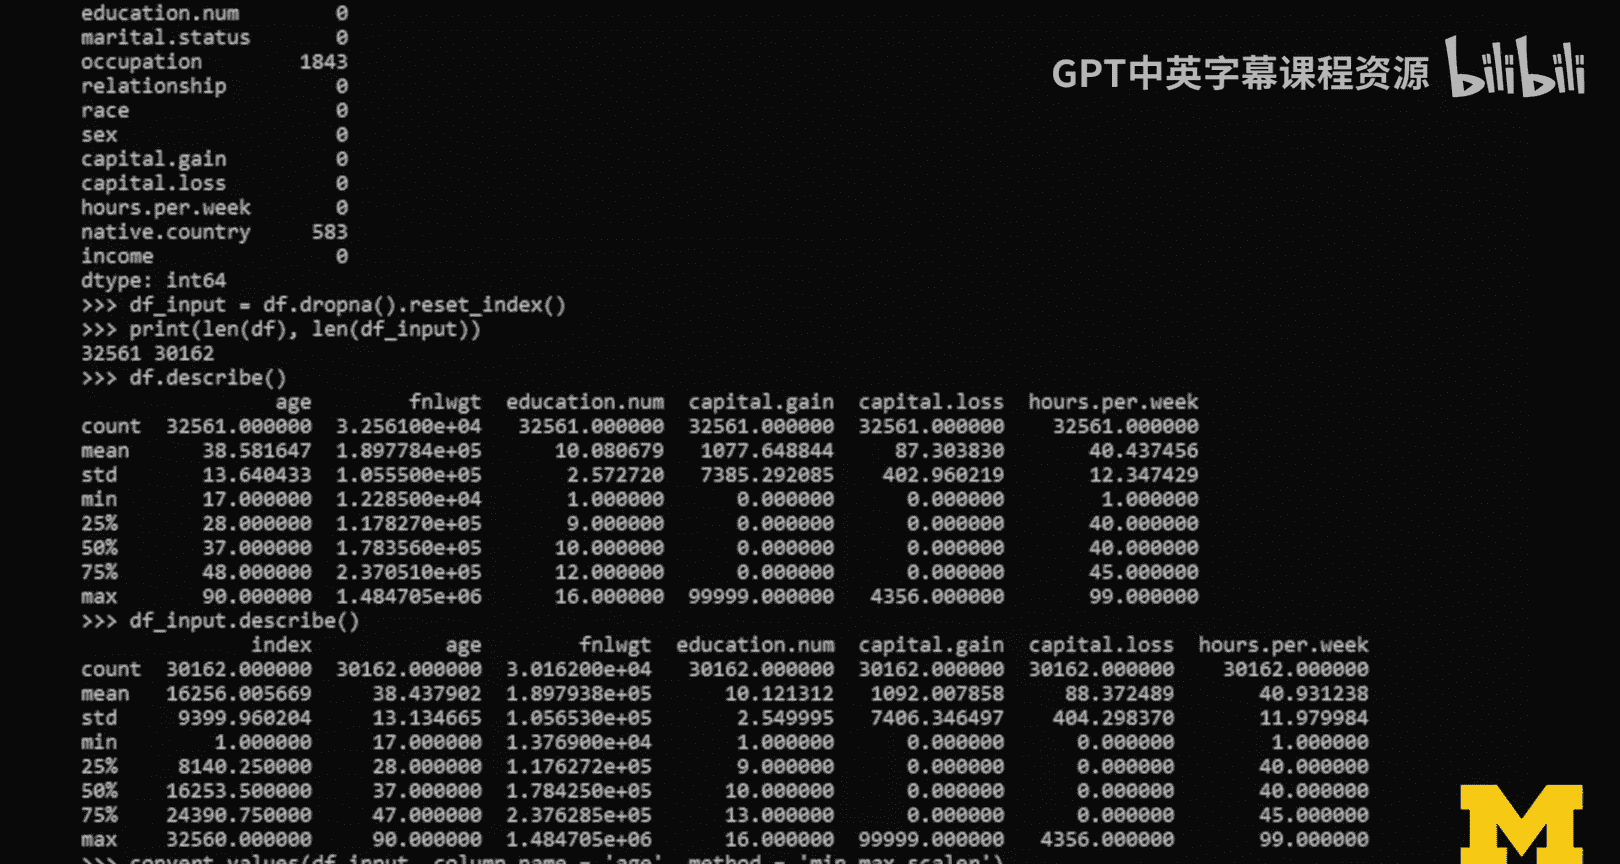 education.num 0
marital.status 0
occupation 1843
relationship 0
race 0
sex 0
capital.gain 0
capital.loss 0
hours.per.week 0
native.country 583
income 0
dtype: int64
>>> df_input = df.dropna().reset_index()
>>> print(len(df), len(df_input))
32561 30162
>>> df.describe()
age fnlwgt education.num capital.gain capital.loss hours.per.week
count 32561.000000 3.256100e+04 32561.000000 32561.000000 32561.000000 32561.000000
mean 38.581647 1.897784e+05 10.080679 1077.648844 87.303830 40.437456
std 13.640433 1.055500e+05 2.572720 7385.292085 402.960219 12.347429
min 17.000000 1.228500e+04 1.000000 0.000000 0.000000 1.000000
25% 28.000000 1.178270e+05 9.000000 0.000000 0.000000 40.000000
50% 37.000000 1.783560e+05 10.000000 0.000000 0.000000 40.000000
75% 48.000000 2.370510e+05 12.000000 0.000000 0.000000 45.000000
max 90.000000 1.484705e+06 16.000000 99999.000000 4356.000000 99.000000
>>> df_input.describe()
index age fnlwgt education.num capital.gain capital.loss hours.per.week
count 30162.000000 30162.000000 3.016200e+04 30162.000000 30162.000000 30162.000000 30162.000000
mean 16256.005669 38.437902 1.897938e+05 10.121312 1092.007858 88.372489 40.931238
std 9399.960204 13.134665 1.056530e+05 2.549995 7406.346497 404.298370 11.979984
min 1.000000 17.000000 1.376900e+04 1.000000 0.000000 0.000000 1.000000
25% 8140.250000 28.000000 1.176272e+05 9.000000 0.000000 0.000000 40.000000
50% 16253.500000 37.000000 1.784250e+05 10.000000 0.000000 0.000000 40.000000
75% 24390.750000 47.000000 2.376285e+05 13.000000 0.000000 0.000000 45.000000
max 32560.000000 90.000000 1.484705e+06 16.000000 99999.000000 4356.000000 99.000000
>>> convert_values(df_input, column_name = 'age', method = 'min_max_scaler')
GPT中英字幕课程资源 bilibili
M